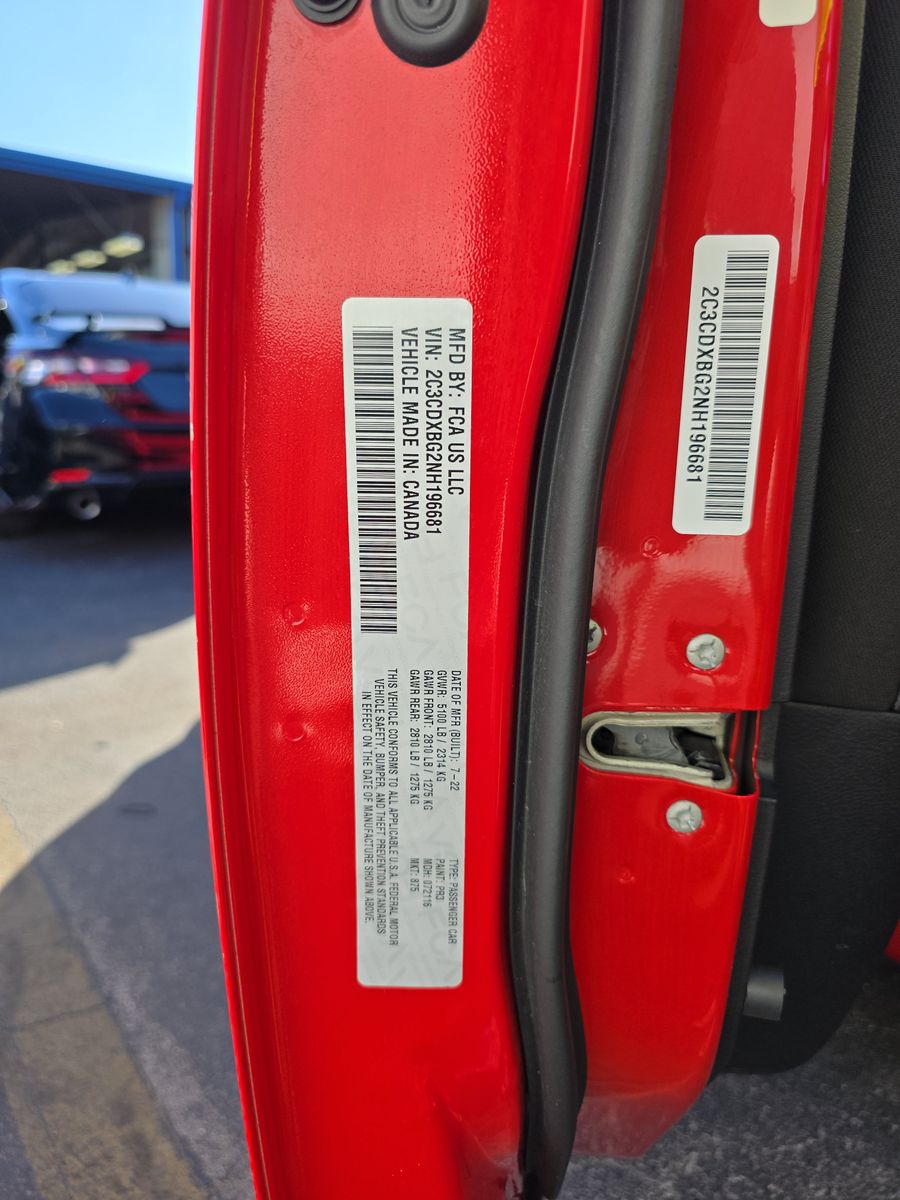 MFD BY: FCA US LLC
VIN: 2C3CDXBG2NH196681
VEHICLE MADE IN: CANADA
DATE OF MFR (BUILT): 7-22
GVWR: 5100 LB / 2314 KG
GAWR FRONT: 2810 LB / 1275 KG
GAWR REAR: 2810 LB / 1275 KG
TYPE: PASSENGER CAR
PAINT: PR3
MDH: 072116
MKT: 875
THIS VEHICLE CONFORMS TO ALL APPLICABLE U.S.A. FEDERAL MOTOR
VEHICLE SAFETY, BUMPER, AND THEFT PREVENTION STANDARDS
IN EFFECT ON THE DATE OF MANUFACTURE SHOWN ABOVE.
2C3CDXBG2NH196681